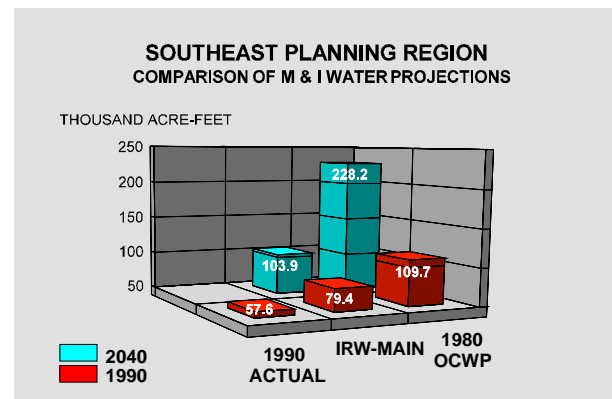 SOUTHEAST PLANNING REGION
COMPARISON OF M & I WATER PROJECTIONS
THOUSAND ACRE-FEET
250
200
150
100
50
228.2
103.9
109.7
79.4
57.6
1990 ACTUAL
IRW-MAIN
1980 OCWP
2040
1990